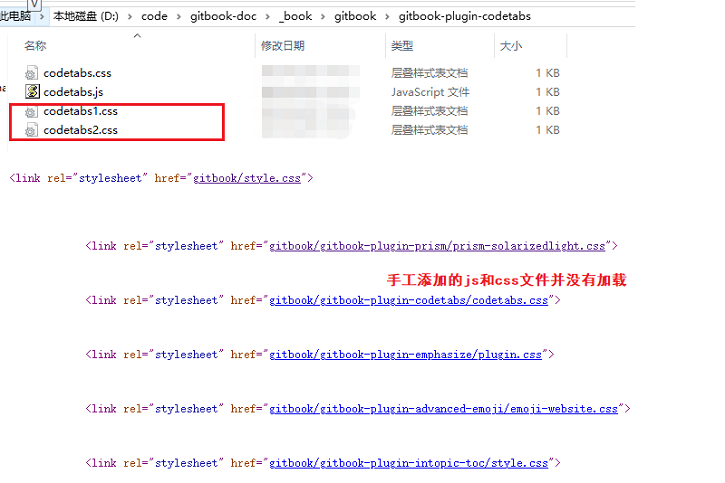 此电脑 › 本地磁盘 (D:) › code › gitbook-doc › _book › gitbook › gitbook-plugin-codetabs
名称 修改日期 类型 大小
codetabs.css 层叠样式表文档 1 KB
codetabs.js JavaScript 文件 1 KB
codetabs1.css 层叠样式表文档 1 KB
codetabs2.css 层叠样式表文档 1 KB
<link rel="stylesheet" href="gitbook/style.css">
<link rel="stylesheet" href="gitbook/gitbook-plugin-prism/prism-solarizedlight.css">
手工添加的js和css文件并没有加载
<link rel="stylesheet" href="gitbook/gitbook-plugin-codetabs/codetabs.css">
<link rel="stylesheet" href="gitbook/gitbook-plugin-emphasize/plugin.css">
<link rel="stylesheet" href="gitbook/gitbook-plugin-advanced-emoji/emoji-website.css">
<link rel="stylesheet" href="gitbook/gitbook-plugin-intopic-toc/style.css">